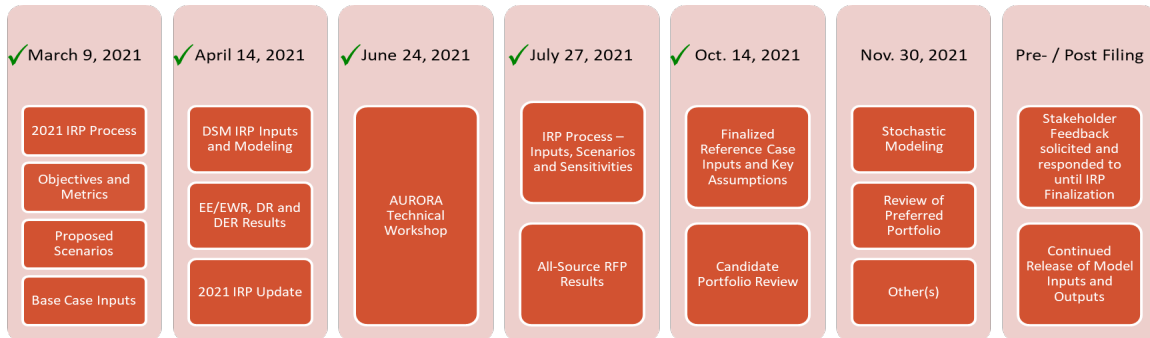 March 9, 2021
2021 IRP Process
Objectives and
Metrics
Proposed
Scenarios
Base Case Inputs
April 14, 2021
DSM IRP Inputs
and Modeling
EE/EWR, DR and
DER Results
2021 IRP Update
June 24, 2021
AURORA
Technical
Workshop
July 27, 2021
IRP Process –
Inputs, Scenarios
and Sensitivities
All-Source RFP
Results
Oct. 14, 2021
Finalized
Reference Case
Inputs and Key
Assumptions
Candidate
Portfolio Review
Nov. 30, 2021
Stochastic
Modeling
Review of
Preferred
Portfolio
Other(s)
Pre- / Post Filing
Stakeholder
Feedback
solicited and
responded to
until IRP
Finalization
Continued
Release of Model
Inputs and
Outputs